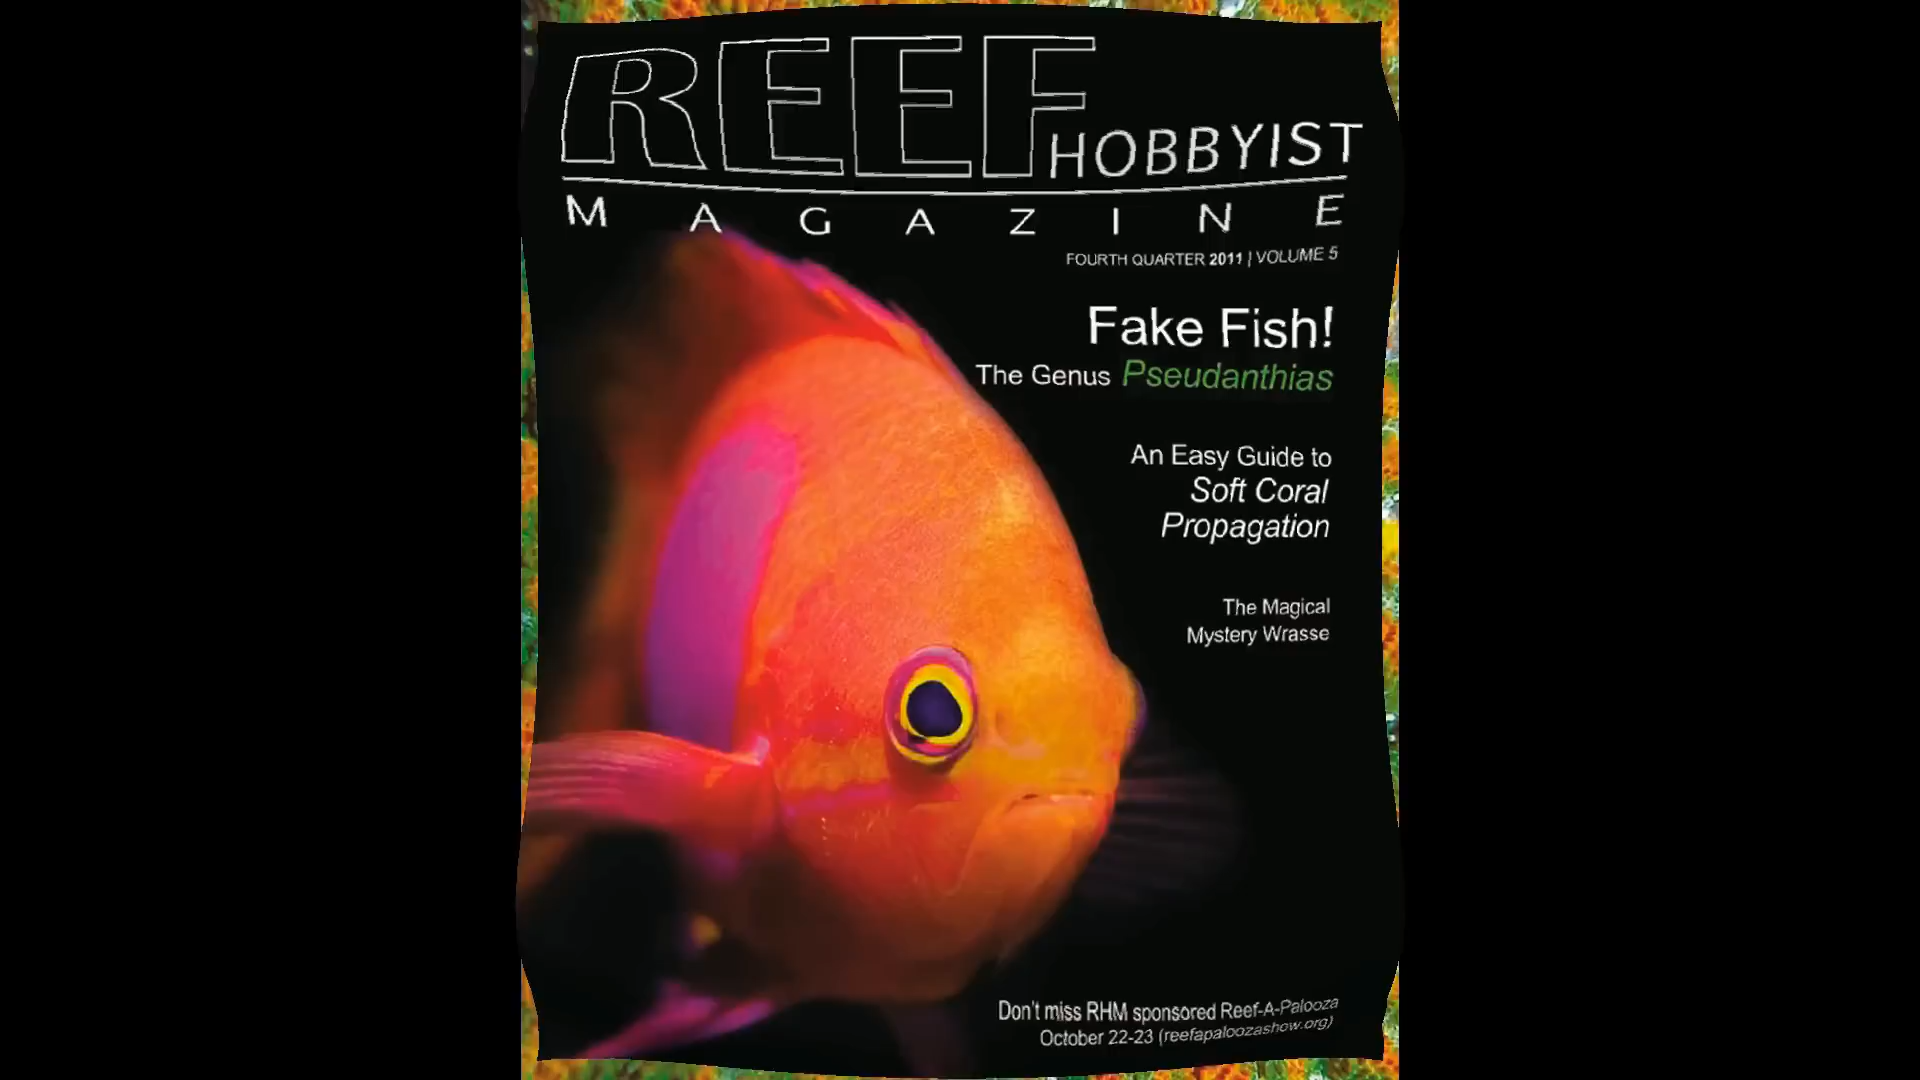 REEF HOBBYIST
MAGAZINE
FOURTH QUARTER 2011 | VOLUME 5
Fake Fish!
The Genus Pseudanthias
An Easy Guide to
Soft Coral
Propagation
The Magical
Mystery Wrasse
Don't miss RHM sponsored Reef-A-Palooza
October 22-23 (reefapaloozashow.org)